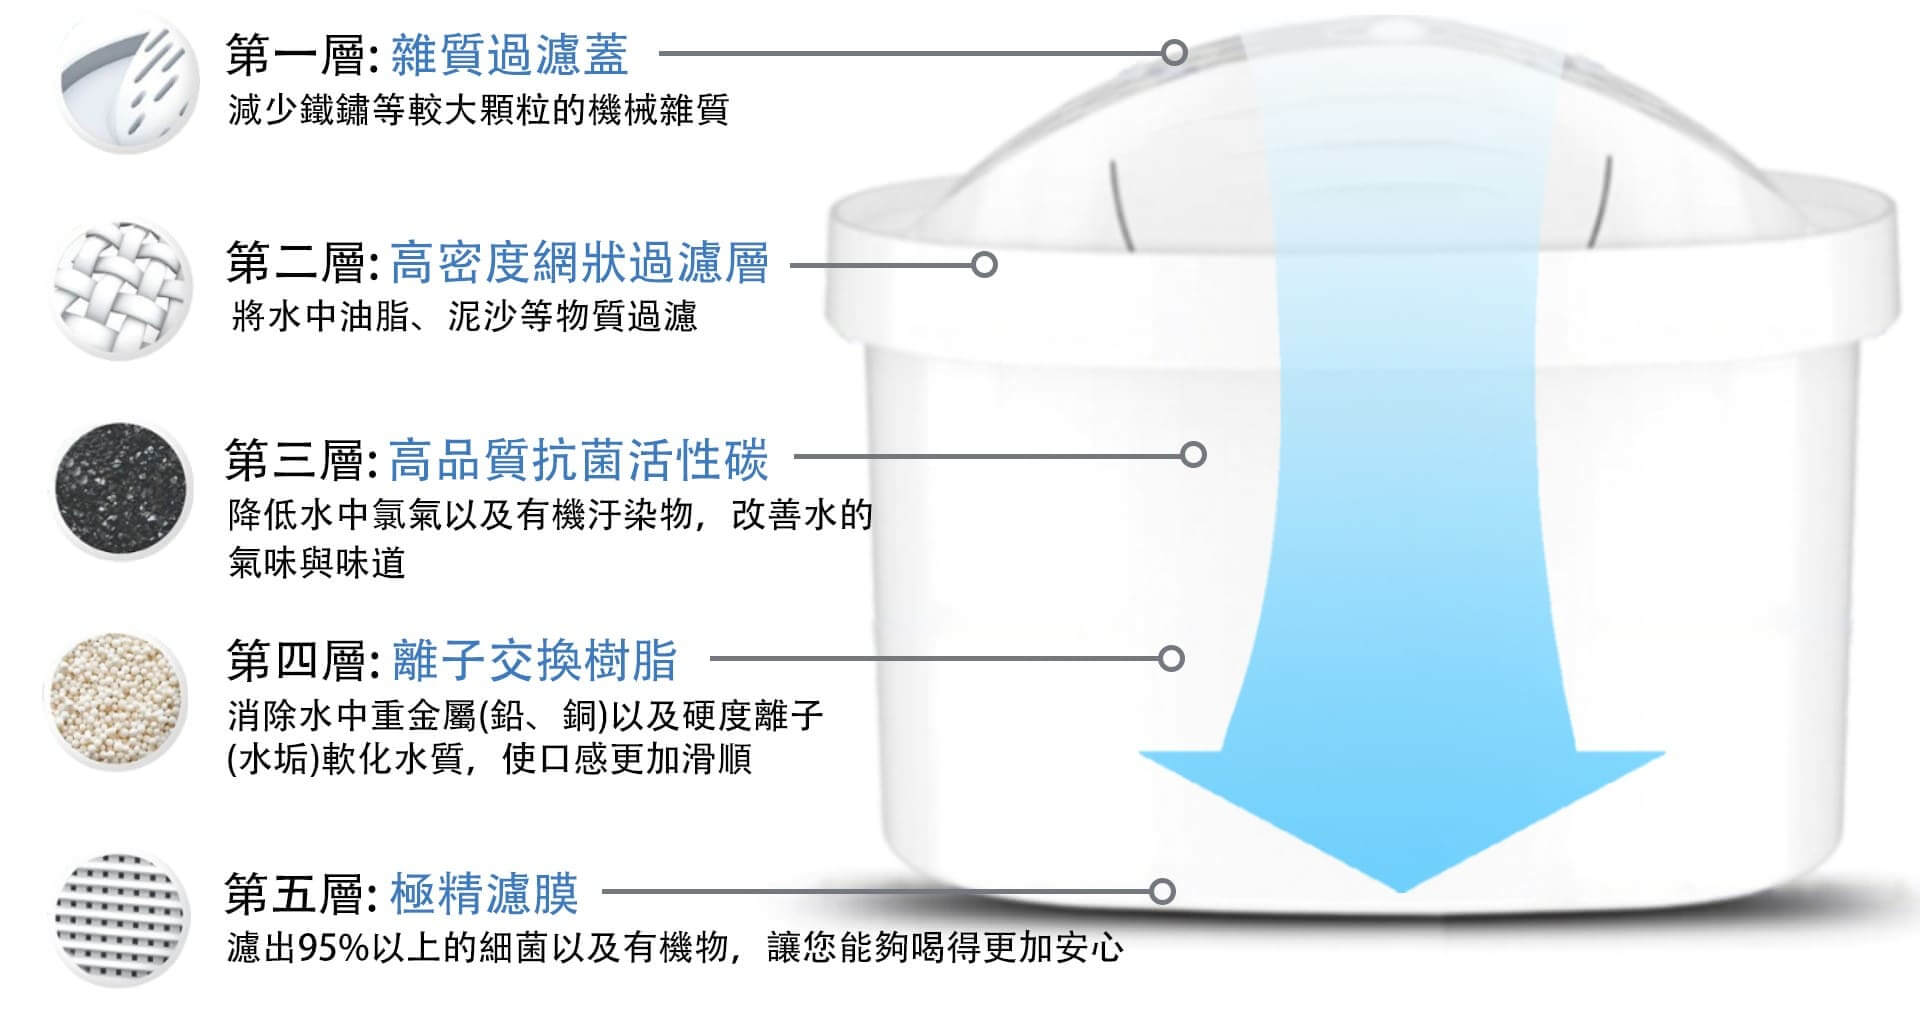 第一層: 雜質過濾蓋
減少鐵鏽等較大顆粒的機械雜質
第二層: 高密度網狀過濾層
將水中油脂、泥沙等物質過濾
第三層: 高品質抗菌活性碳
降低水中氯氣以及有機汙染物，改善水的
氣味與味道
第四層: 離子交換樹脂
消除水中重金屬(鉛、銅)以及硬度離子
(水垢)軟化水質，使口感更加滑順
第五層: 極精濾膜
濾出95%以上的細菌以及有機物，讓您能夠喝得更加安心